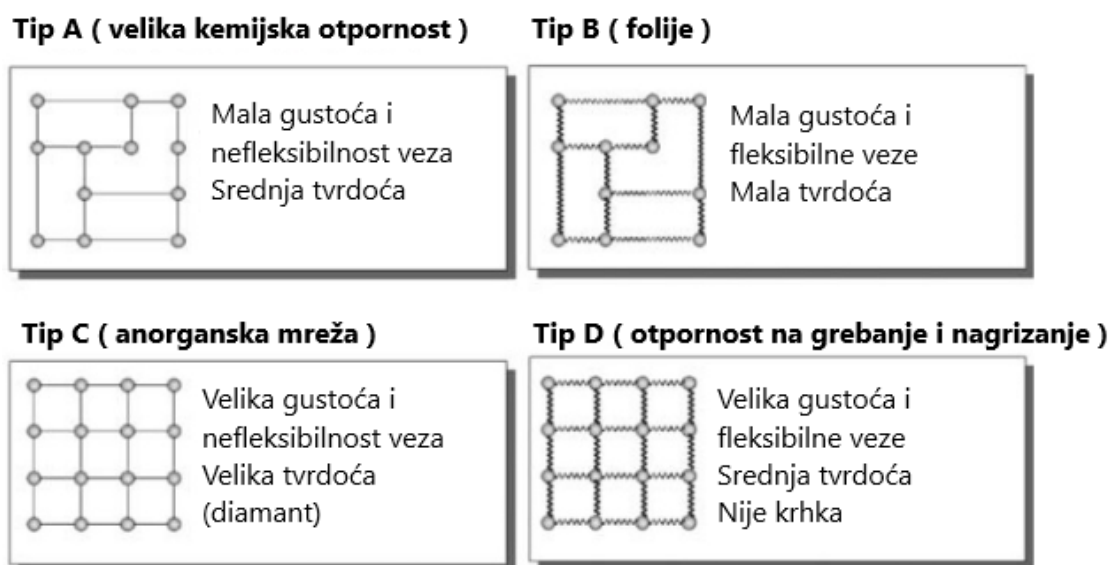 Tip A ( velika kemijska otpornost )
Mala gustoća i
nefleksibilnost veza
Srednja tvrdoća
Tip B ( folije )
Mala gustoća i
fleksibilne veze
Mala tvrdoća
Tip C ( anorganska mreža )
Velika gustoća i
nefleksibilnost veza
Velika tvrdoća
(diamant)
Tip D ( otpornost na grebanje i nagrizanje )
Velika gustoća i
fleksibilne veze
Srednja tvrdoća
Nije krhka